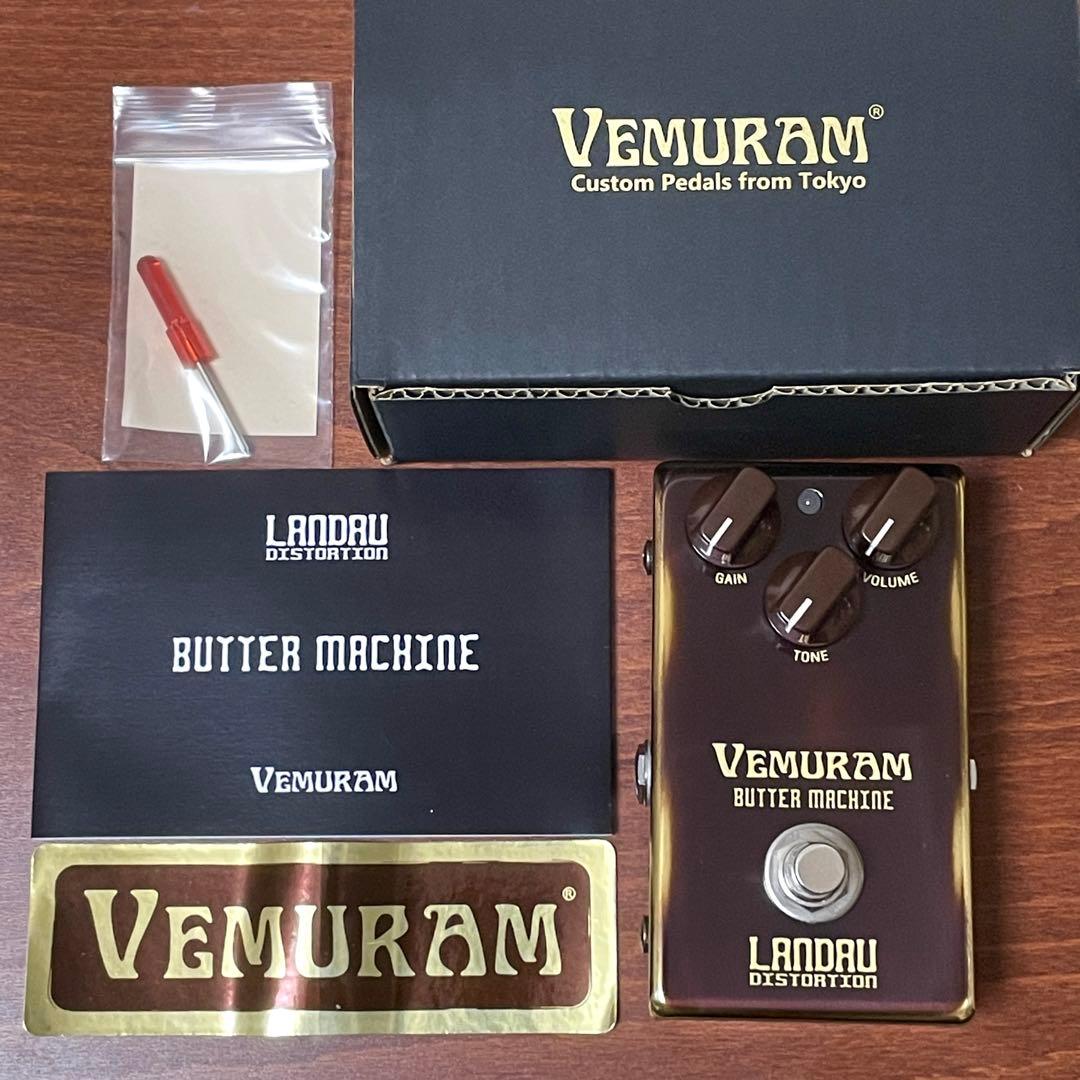 VEMURAM®
Custom Pedals from Tokyo
LANDAU
DISTORTION
BUTTER MACHINE
VEMURAM
VEMURAM®
GAIN
VOLUME
TONE
VEMURAM
BUTTER MACHINE
LANDAU
DISTORTION